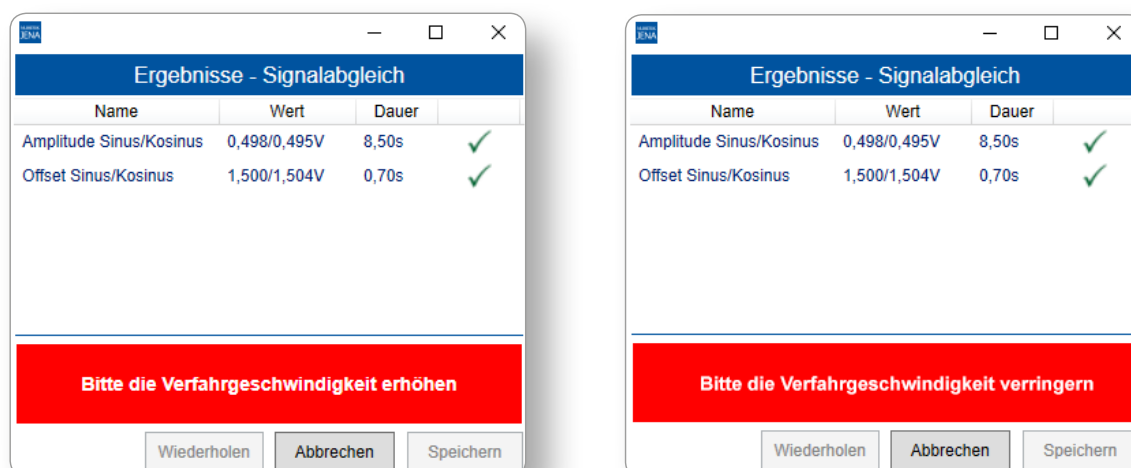 JENA
Ergebnisse - Signalabgleich
Name Wert Dauer
Amplitude Sinus/Kosinus 0,498/0,495V 8,50s
Offset Sinus/Kosinus 1,500/1,504V 0,70s
Bitte die Verfahrgeschwindigkeit erhöhen
Wiederholen Abbrechen Speichern
JENA
Ergebnisse - Signalabgleich
Name Wert Dauer
Amplitude Sinus/Kosinus 0,498/0,495V 8,50s
Offset Sinus/Kosinus 1,500/1,504V 0,70s
Bitte die Verfahrgeschwindigkeit verringern
Wiederholen Abbrechen Speichern